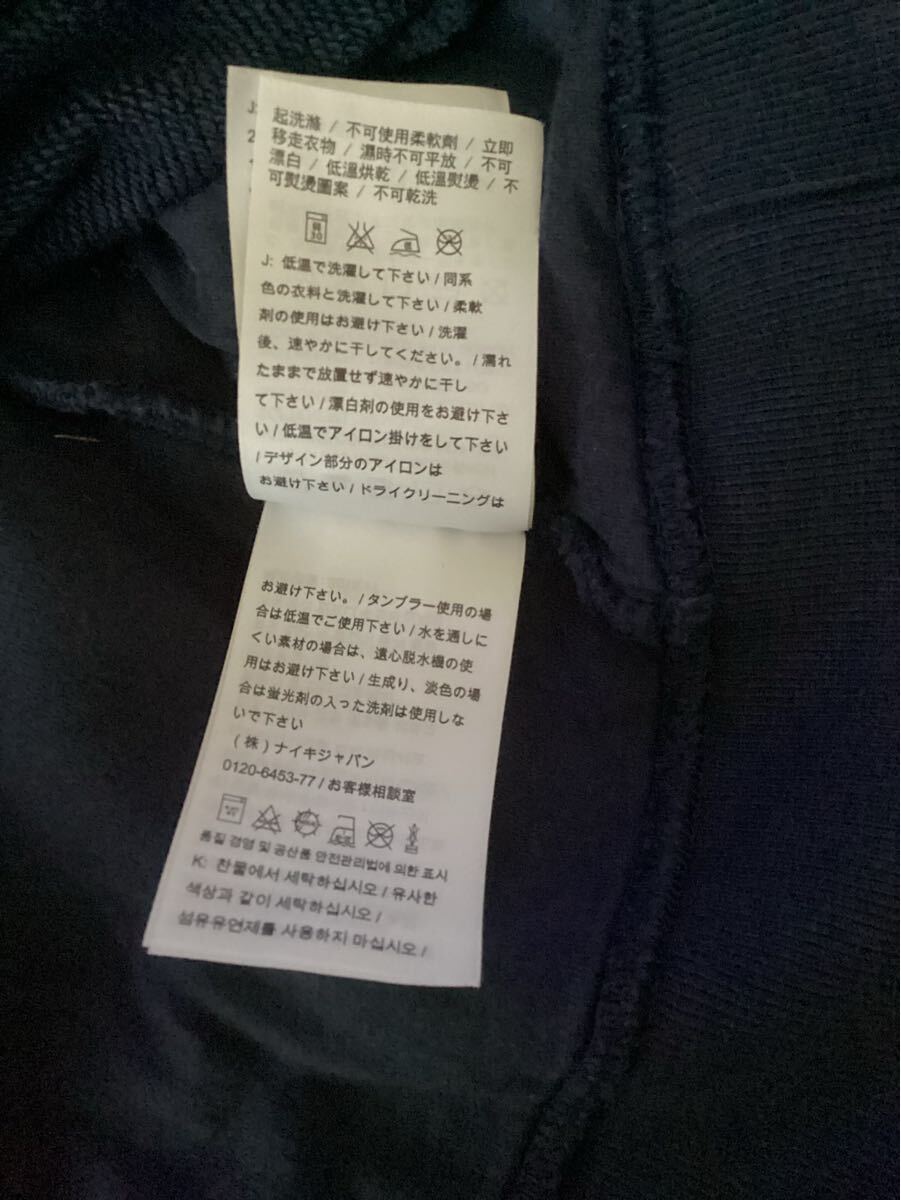 起洗滌 / 不可使用柔軟劑 / 立即
移走衣物 / 濕時不可平放 / 不可
漂白 / 低溫烘乾 / 低溫熨燙 / 不
可熨燙圖案 / 不可乾洗
J: 低温で洗濯して下さい / 同系
色の衣料と洗濯して下さい / 柔軟
剤の使用はお避け下さい / 洗濯
後、速やかに干してください。 / 濡れ
たままで放置せず速やかに干し
て下さい / 漂白剤の使用をお避け下さ
い / 低温でアイロン掛けをして下さい
/ デザイン部分のアイロンは
お避け下さい / ドライクリーニングは
お避け下さい。 / タンブラー使用の場
合は低温でご使用下さい / 水を通しに
くい素材の場合は、遠心脱水機の使
用はお避け下さい / 生成り、淡色の場
合は蛍光剤の入った洗剤は使用しな
いで下さい
(株) ナイキジャパン
0120-6453-77 / お客様相談室
품질 경영 및 공산품 안전관리법에 의한 표시
K: 찬물에서 세탁하십시오 / 유사한
색상과 같이 세탁하십시오 /
섬유유연제를 사용하지 마십시오 /